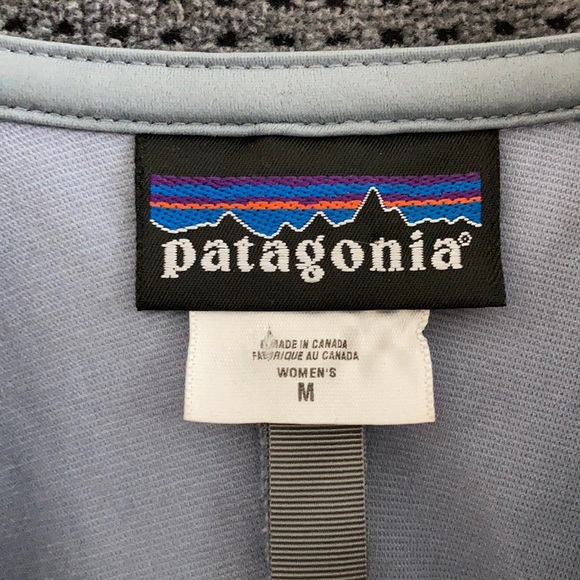 patagonia®
MADE IN CANADA
FABRIQUE AU CANADA
WOMEN'S
M